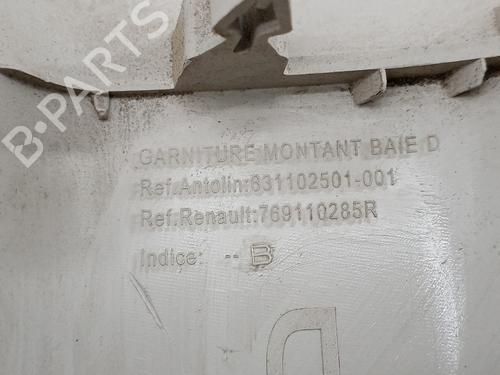 B-PARTS
GARNITURE MONTANT BAIE D
Ref.Antolin:631102501-001
Ref.Renault:769110285R
Indice: -- B
D